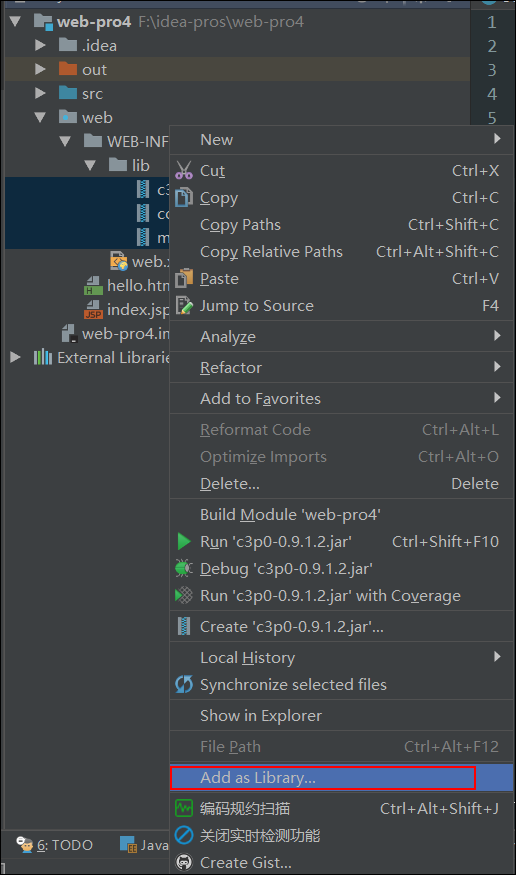 web-pro4 F:\idea-pros\web-pro4
.idea
out
src
web
WEB-INF
lib
web.x
hello.htm
index.jsp
web-pro4.im
External Librarie
1
2
3
4
5
New
Cut Ctrl+X
Copy Ctrl+C
Copy Paths Ctrl+Shift+C
Copy Relative Paths Ctrl+Alt+Shift+C
Paste Ctrl+V
Jump to Source F4
Analyze
Refactor
Add to Favorites
Reformat Code Ctrl+Alt+L
Optimize Imports Ctrl+Alt+O
Delete... Delete
Build Module 'web-pro4'
Run 'c3p0-0.9.1.2.jar' Ctrl+Shift+F10
Debug 'c3p0-0.9.1.2.jar'
Run 'c3p0-0.9.1.2.jar' with Coverage
Create 'c3p0-0.9.1.2.jar'...
Local History
Synchronize selected files
Show in Explorer
File Path Ctrl+Alt+F12
Add as Library...
编码规约扫描 Ctrl+Alt+Shift+J
关闭实时检测功能
Create Gist...
6: TODO Java